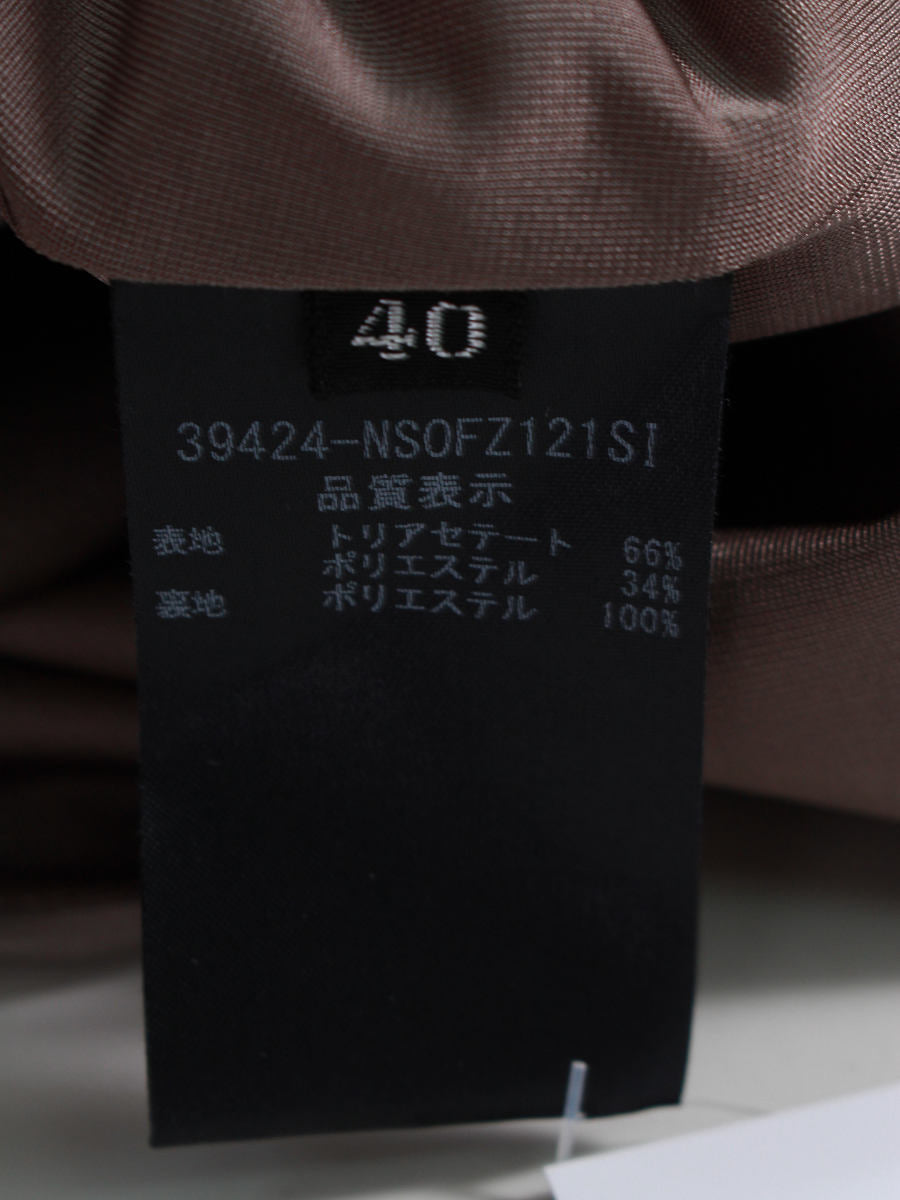 40
39424-NSOFZ121SI
品質表示
表地 トリアセテート 66%
ポリエステル 34%
裏地 ポリエステル 100%